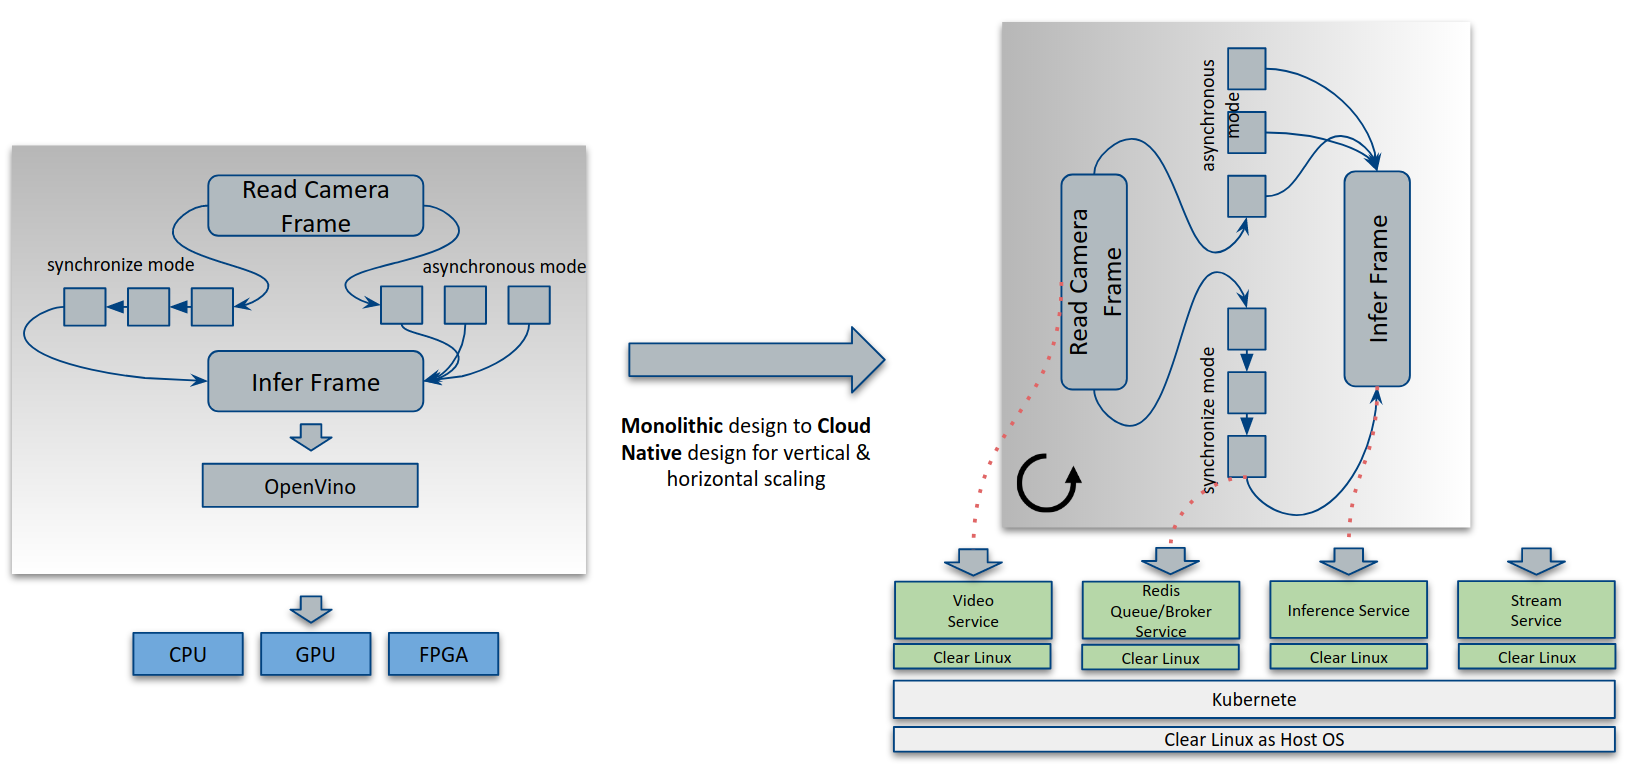 Read Camera
Frame
synchronize mode
asynchronous mode
Infer Frame
OpenVino
CPU
GPU
FPGA
Monolithic design to Cloud
Native design for vertical &
horizontal scaling
asynchronous
mode
Read Camera
Frame
Infer Frame
synchronize mode
Video
Service
Redis
Queue/Broker
Service
Inference Service
Stream
Service
Clear Linux
Clear Linux
Clear Linux
Clear Linux
Kubernete
Clear Linux as Host OS